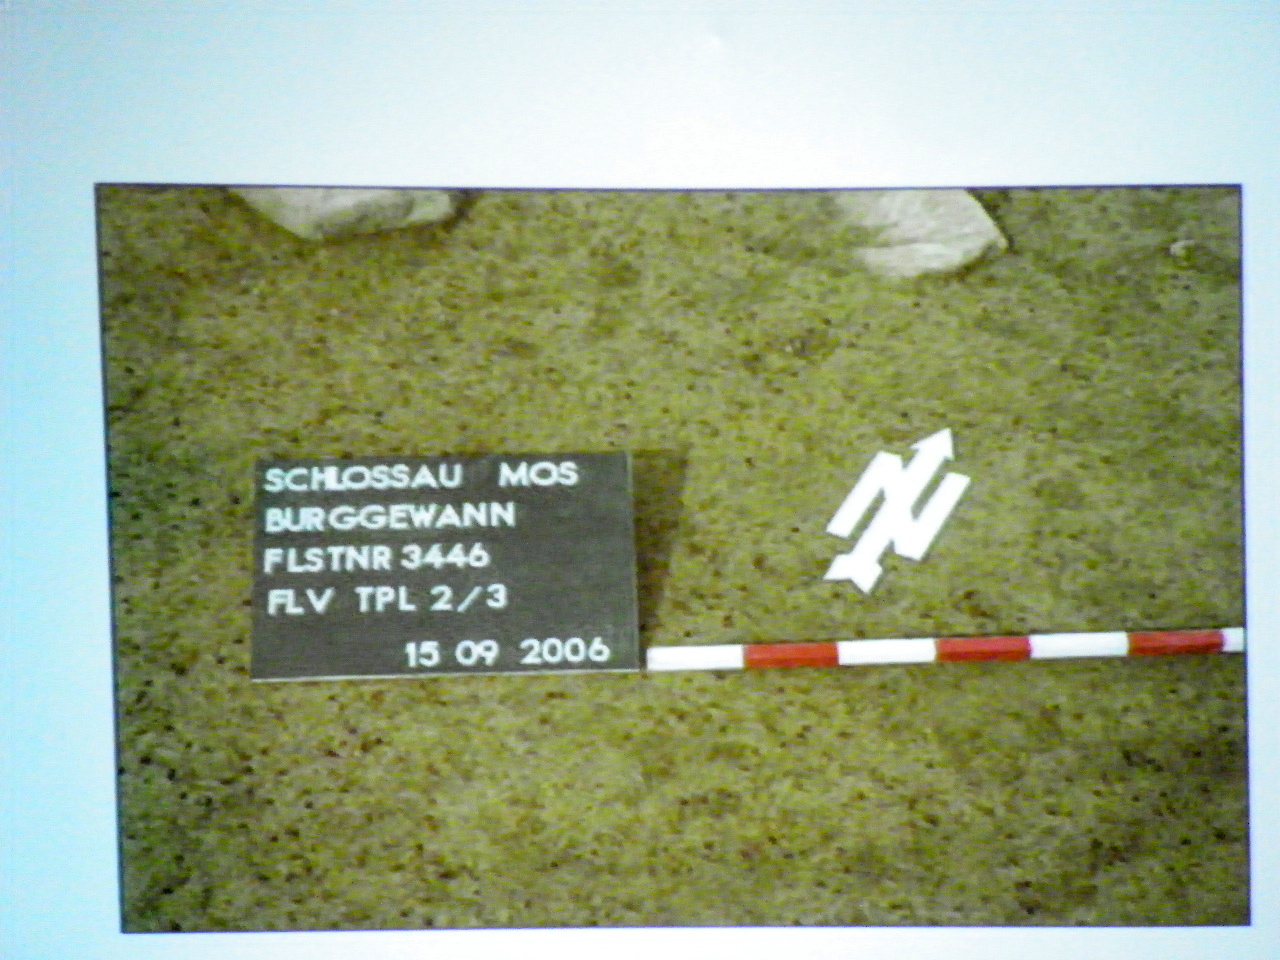 SCHLOSSAU MOS
BURGGEWANN
FLSTNR 3446
FLV TPL 2/3
15 09 2006
N